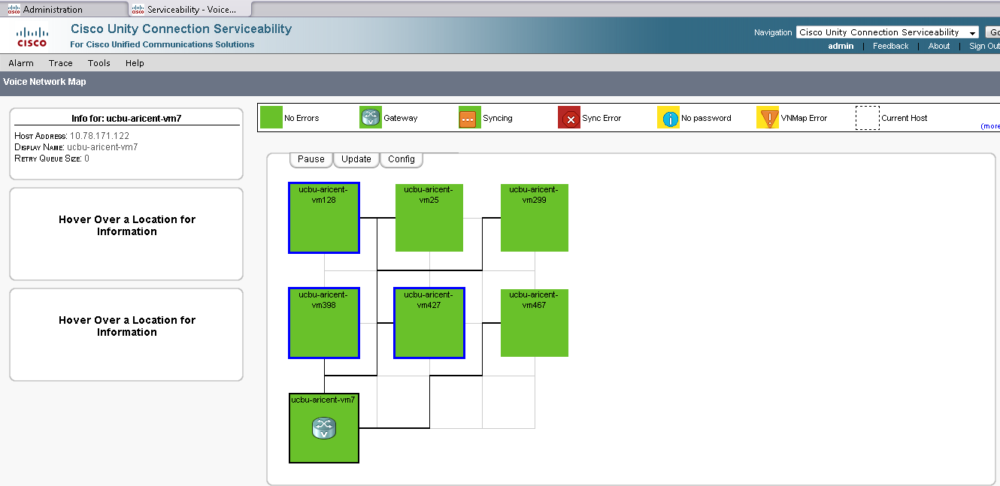 Administration
Serviceability - Voice...
CISCO
Cisco Unity Connection Serviceability
For Cisco Unified Communications Solutions
Navigation Cisco Unity Connection Serviceability Go
admin | Feedback | About | Sign Out
Alarm Trace Tools Help
Voice Network Map
Info for: ucbu-aricent-vm7
Host Address: 10.78.171.122
Display Name: ucbu-aricent-vm7
Retry Queue Size: 0
Hover Over a Location for
Information
Hover Over a Location for
Information
No Errors Gateway Syncing Sync Error No password VNMap Error Current Host
(more
Pause Update Config
ucbu-aricent-
vm128
ucbu-aricent-
vm25
ucbu-aricent-
vm299
ucbu-aricent-
vm398
ucbu-aricent-
vm427
ucbu-aricent-
vm467
ucbu-aricent-vm7
V